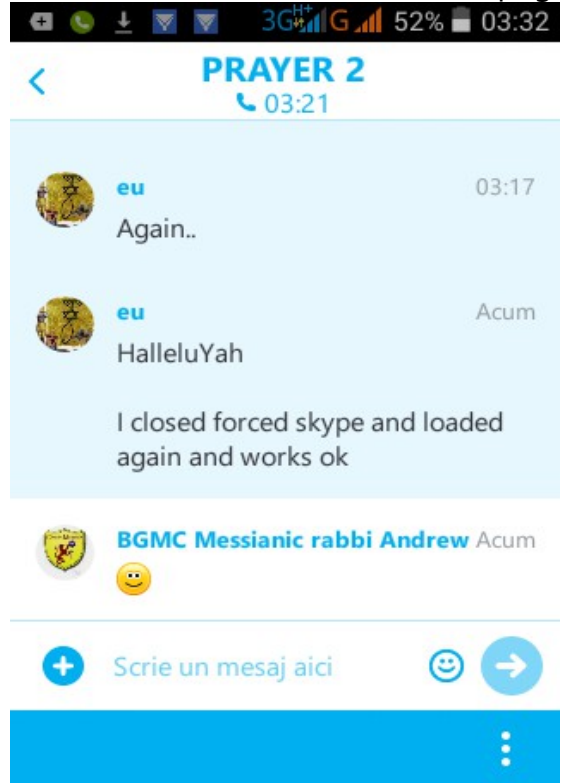 3G H+ G 52% 03:32
PRAYER 2
03:21
eu 03:17
Again..
eu Acum
HalleluYah
I closed forced skype and loaded
again and works ok
BGMC Messianic rabbi Andrew Acum
Scrie un mesaj aici